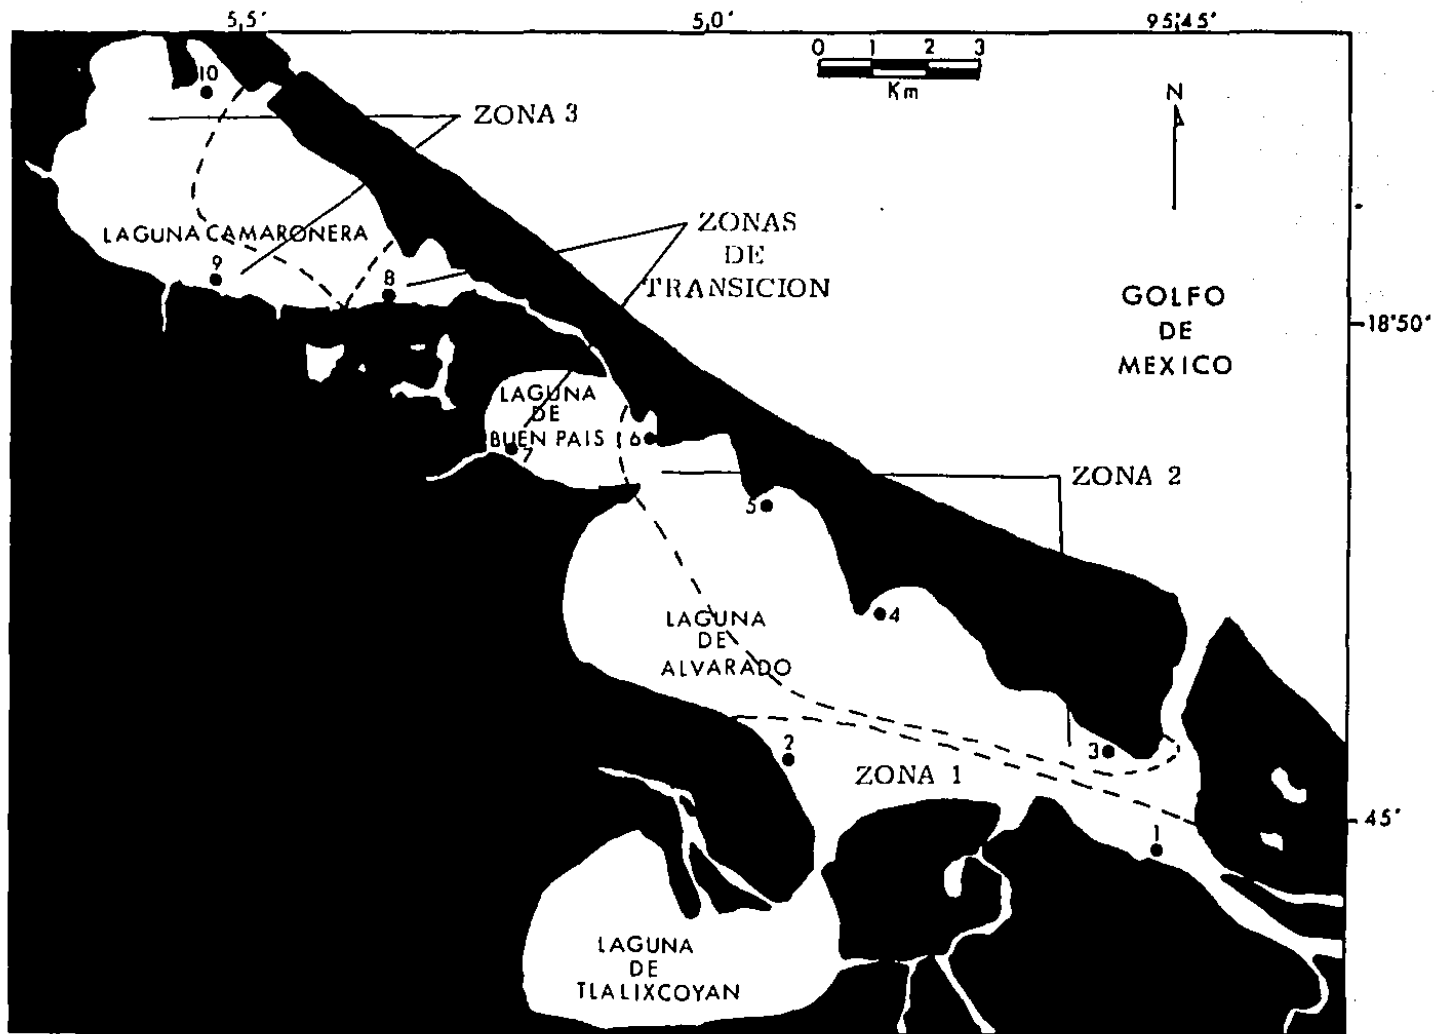 5,5'
5,0'
95°45'
0 1 2 3
Km
N
10
ZONA 3
ZONAS
DE
TRANSICION
LAGUNA CAMARONERA
9
8
GOLFO
DE
MEXICO
18°50'
LAGUNA
DE
BUEN PAIS
6
7
ZONA 2
5
4
LAGUNA
DE
ALVARADO
2
3
ZONA 1
45'
1
LAGUNA
DE
TLALIXCOYAN